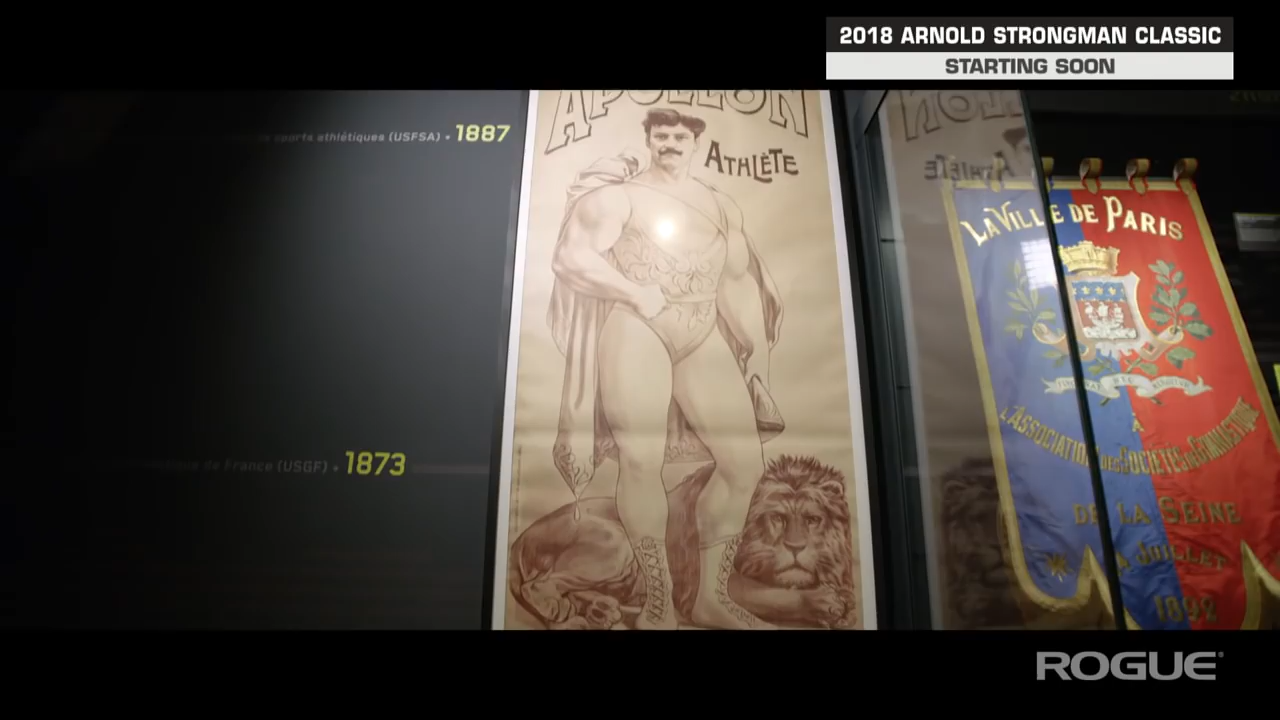 2018 ARNOLD STRONGMAN CLASSIC
STARTING SOON
sports athlétiques (USFSA) • 1887
de France (USGF) • 1873
APOLLON
ATHLÈTE
LA VILLE DE PARIS
À
L'ASSOCIATION DES SOCIÉTÉS DE GYMNASTIQUE
DE LA SEINE
JUILLET
1892
ROGUE